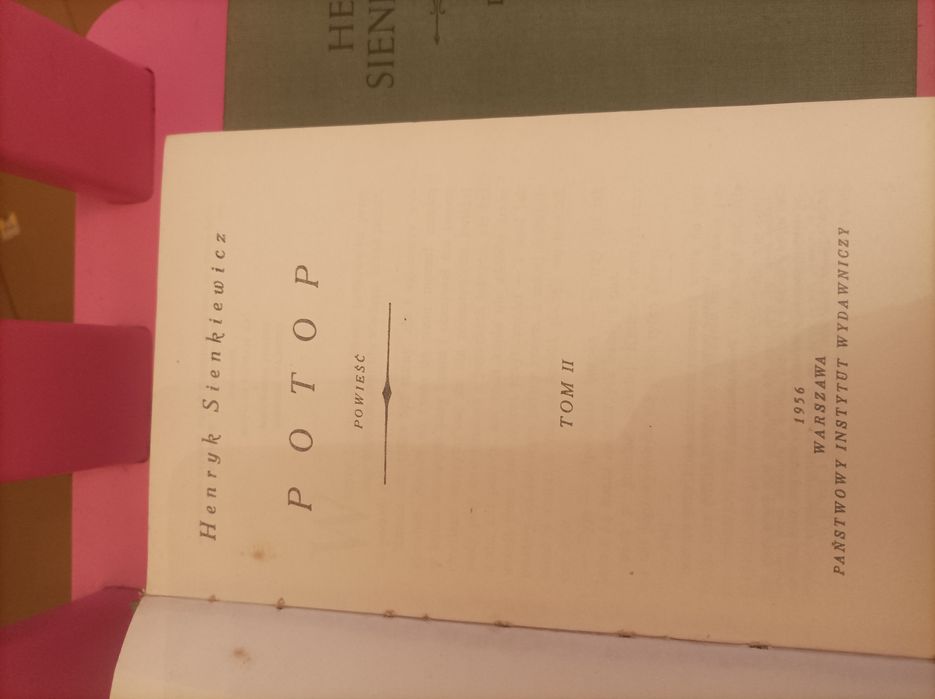 Henryk Sienkiewicz
POTOP
POWIEŚĆ
TOM II
1956
WARSZAWA
PAŃSTWOWY INSTYTUT WYDAWNICZY
HE
SIEN